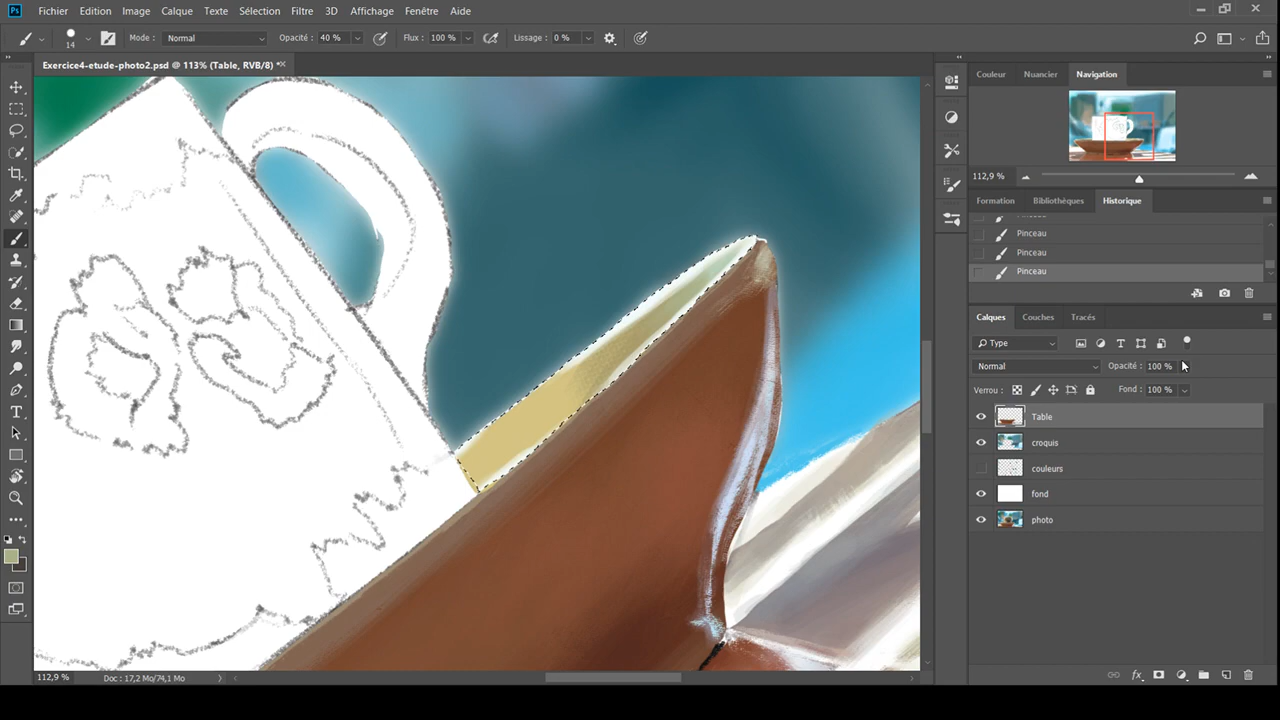 Ps Fichier Edition Image Calque Texte Sélection Filtre 3D Affichage Fenêtre Aide
14 Mode : Normal Opacité : 40 % Flux : 100 % Lissage : 0 %
Exercice4-etude-photo2.psd @ 113% (Table, RVB/8) *
Couleur Nuancier Navigation
112,9 %
Formation Bibliothèques Historique
Pinceau
Pinceau
Pinceau
Calques Couches Tracés
Type
Normal Opacité : 100 %
Verrou : Fond : 100 %
Table
croquis
couleurs
fond
photo
112,9 % Doc : 17,2 Mo/74,1 Mo